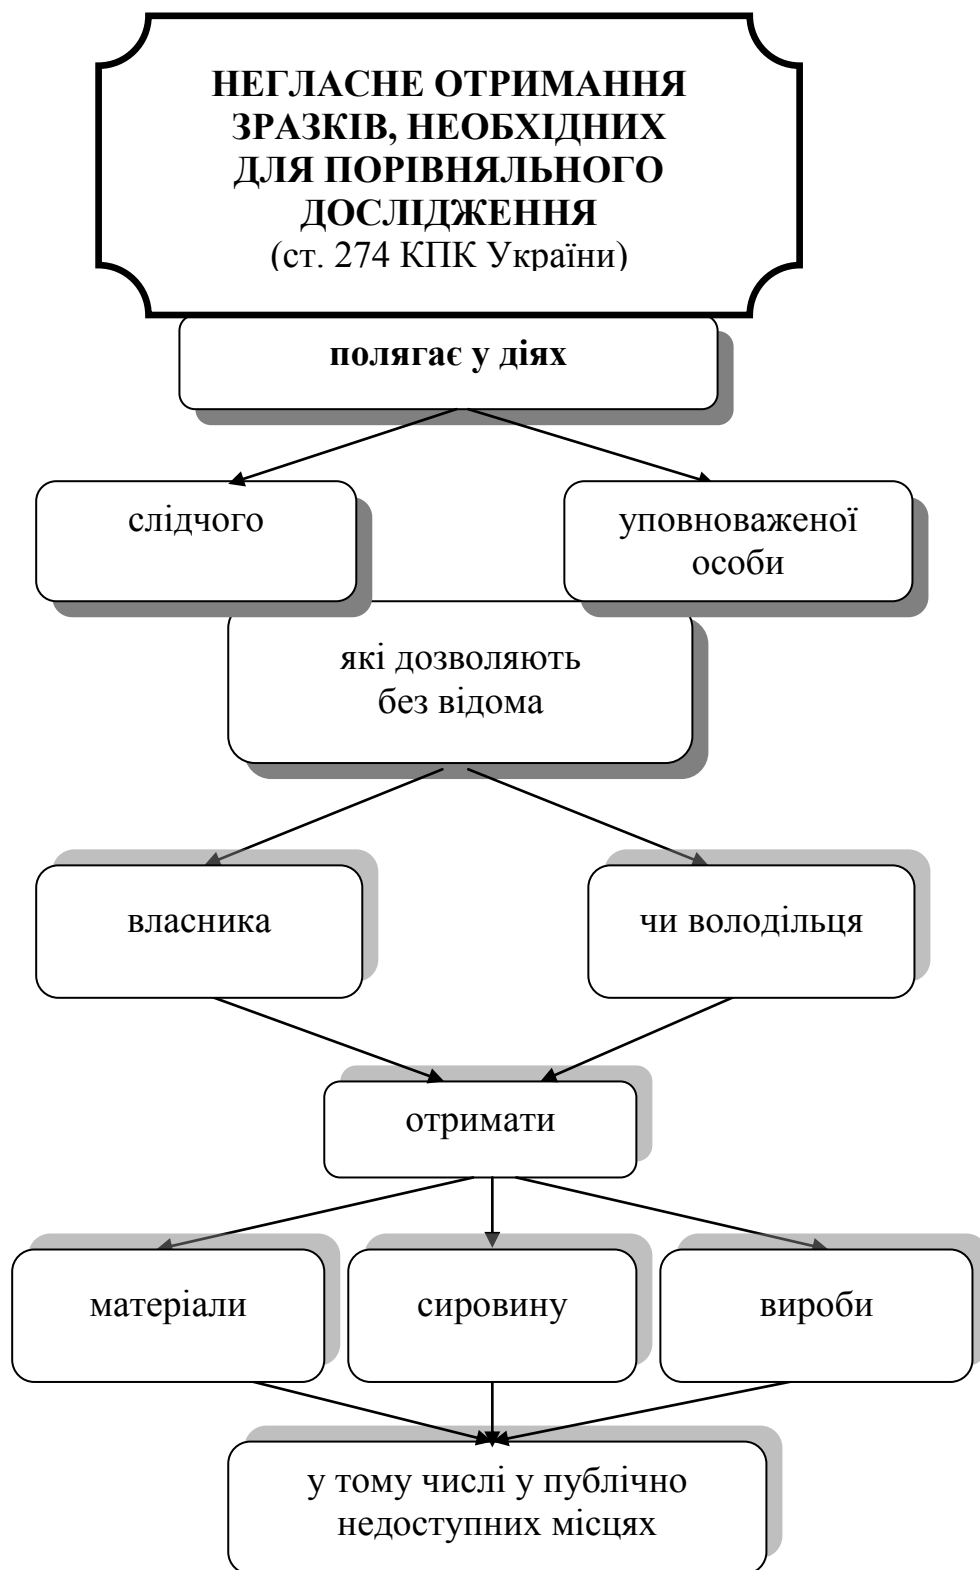 НЕГЛАСНЕ ОТРИМАННЯ
ЗРАЗКІВ, НЕОБХІДНИХ
ДЛЯ ПОРІВНЯЛЬНОГО
ДОСЛІДЖЕННЯ
(ст. 274 КПК України)
полягає у діях
слідчого
уповноваженої
особи
які дозволяють
без відома
власника
чи володільця
отримати
матеріали
сировину
вироби
у тому числі у публічно
недоступних місцях